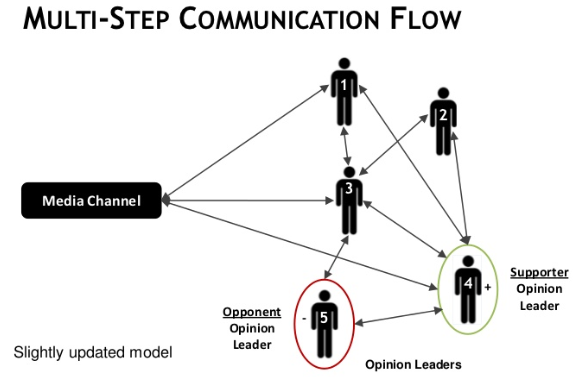 MULTI-STEP COMMUNICATION FLOW
1
2
Media Channel
3
Supporter
Opinion
Leader
4 +
Opponent
Opinion
Leader
- 5
Slightly updated model
Opinion Leaders